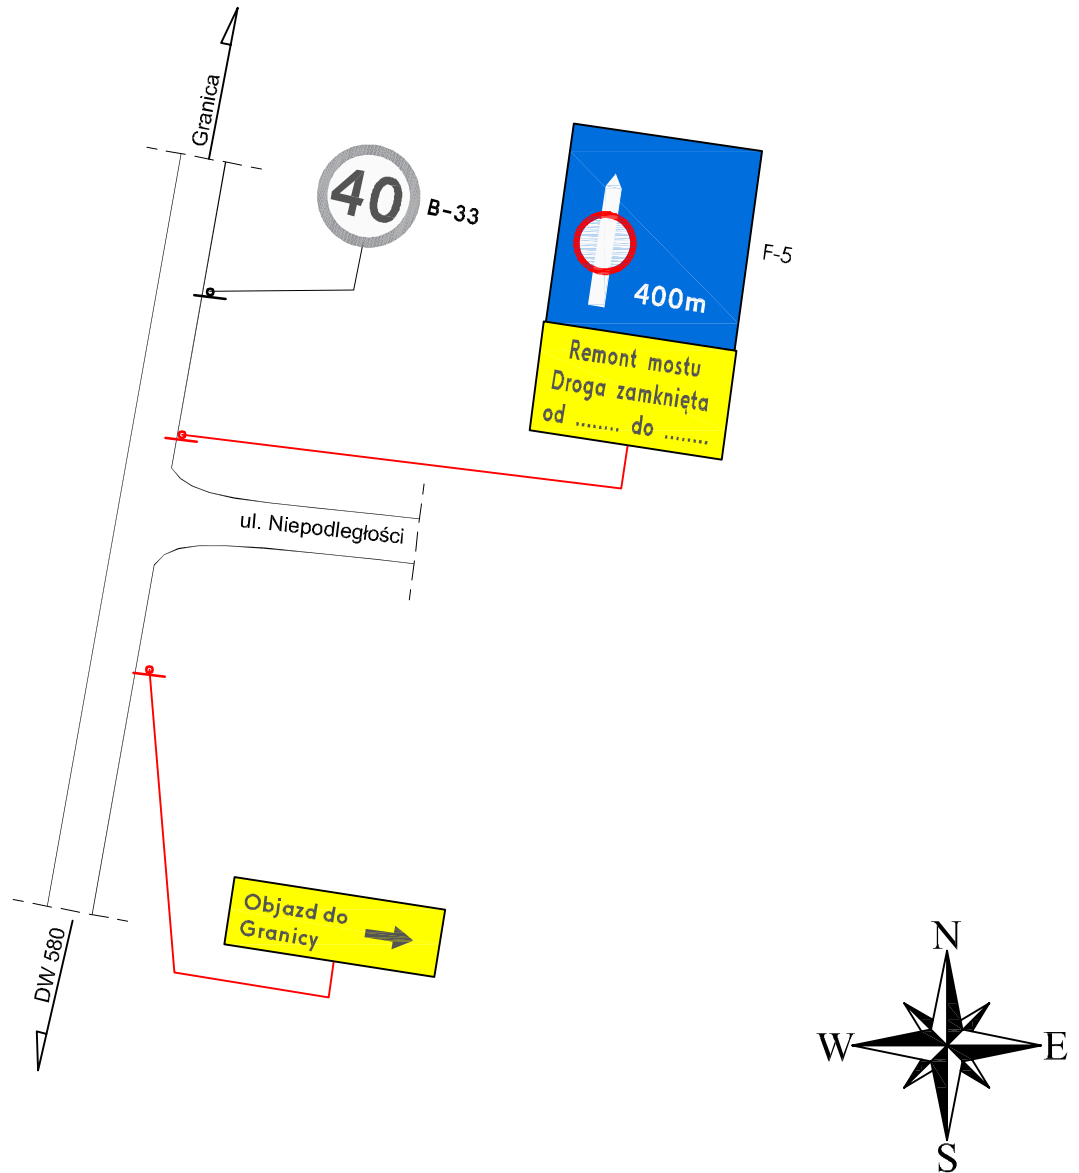 Granica
40
B-33
F-5
400m
Remont mostu
Droga zamknięta
od ........ do ........
ul. Niepodległości
Objazd do
Granicy
DW 580
N
W
E
S